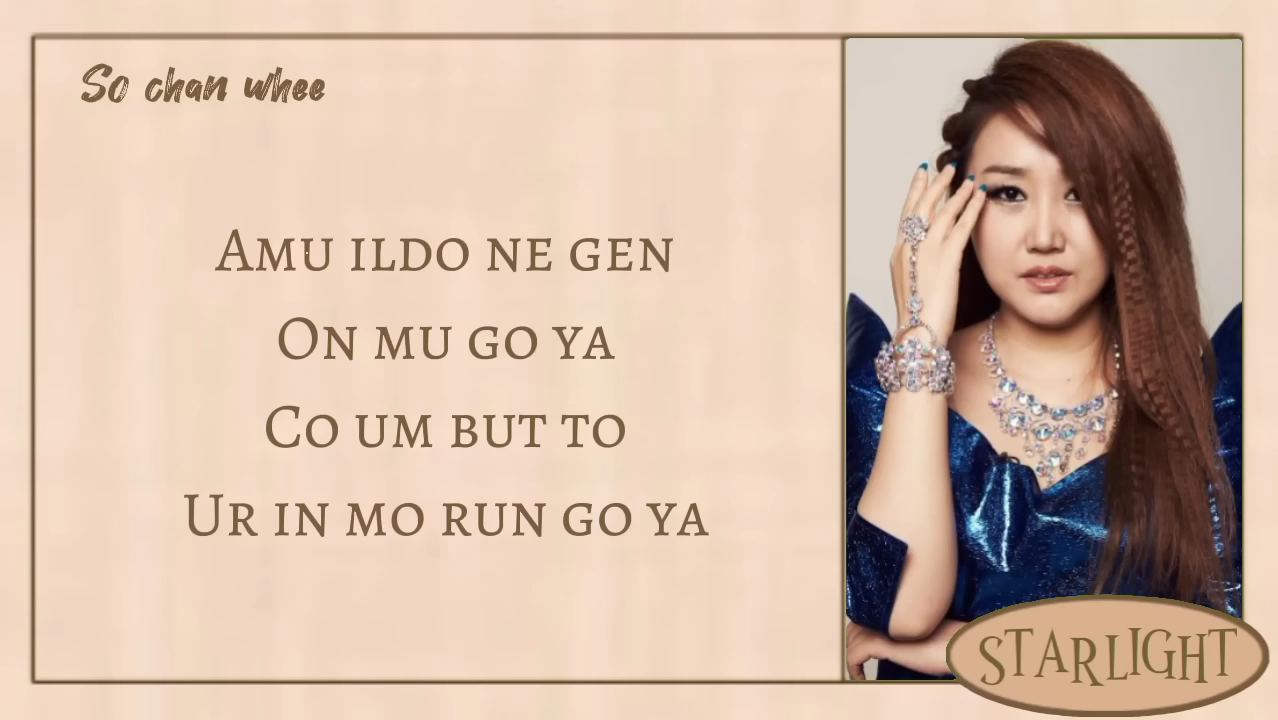 So chan whee
Amu ildo ne gen
On mu go ya
Co um but to
Ur in mo run go ya
STARLIGHT